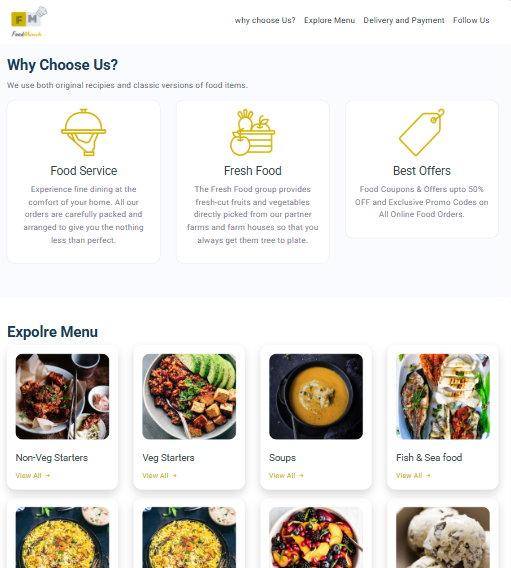 F M
FoodMunch
why choose Us? Explore Menu Delivery and Payment Follow Us
Why Choose Us?
We use both original recipies and classic versions of food items.
Food Service
Experience fine dining at the
comfort of your home. All our
orders are carefully packed and
arranged to give you the nothing
less than perfect.
Fresh Food
The Fresh Food group provides
fresh-cut fruits and vegetables
directly picked from our partner
farms and farm houses so that you
always get them tree to plate.
Best Offers
Food Coupons & Offers upto 50%
OFF and Exclusive Promo Codes on
All Online Food Orders.
Expolre Menu
Non-Veg Starters
View All →
Veg Starters
View All →
Soups
View All →
Fish & Sea food
View All →